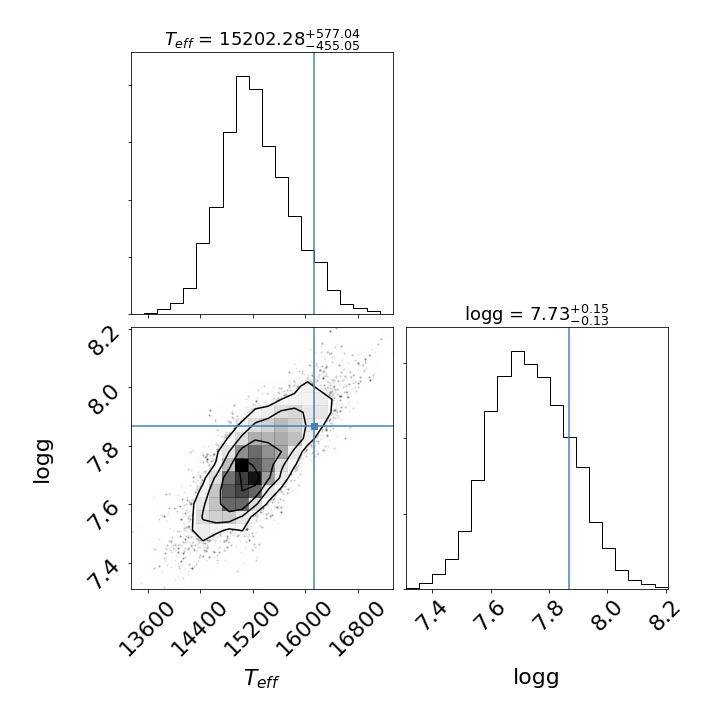 T_eff = 15202.28+577.04−455.05
logg = 7.73+0.15−0.13
8.2
8.0
7.8
7.6
7.4
logg
13600 14400 15200 16000 16800
T_eff
7.4 7.6 7.8 8.0 8.2
logg